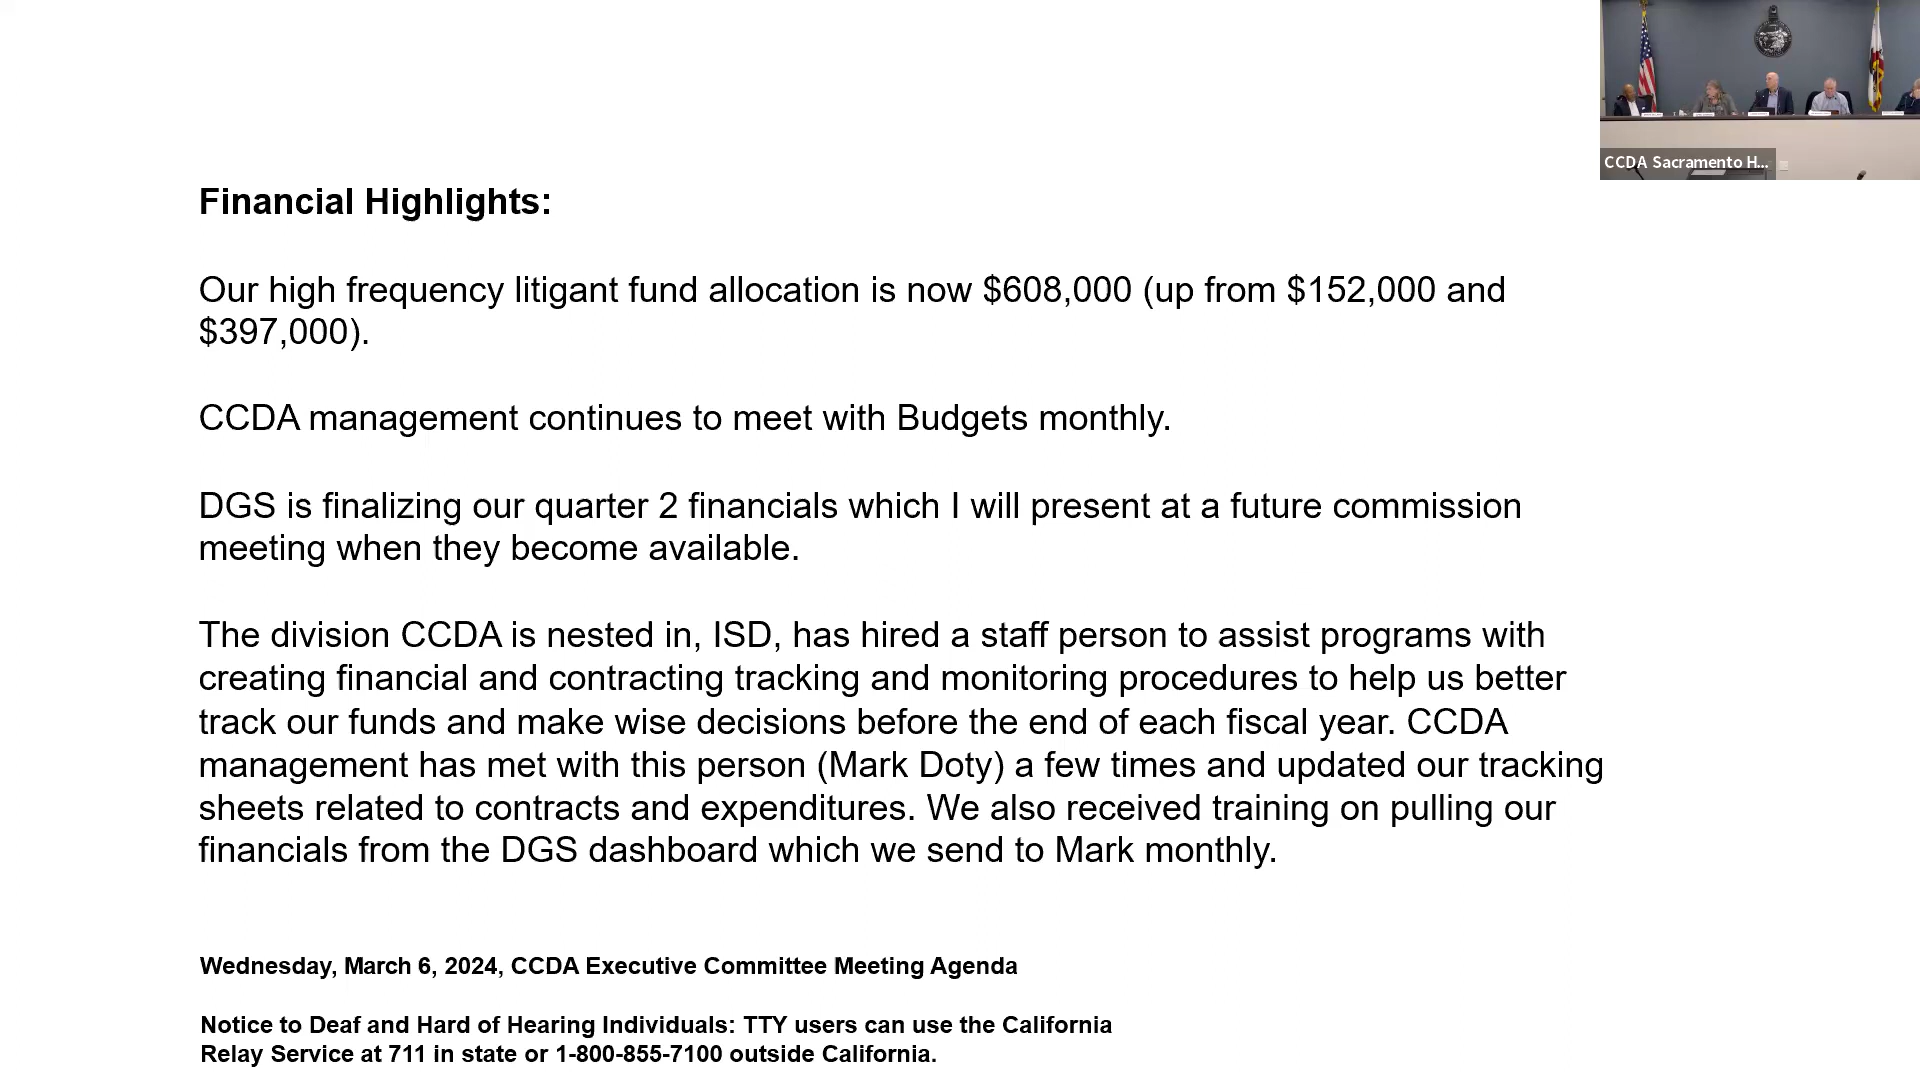 CCDA Sacramento H...
Financial Highlights:
Our high frequency litigant fund allocation is now $608,000 (up from $152,000 and
$397,000).
CCDA management continues to meet with Budgets monthly.
DGS is finalizing our quarter 2 financials which I will present at a future commission
meeting when they become available.
The division CCDA is nested in, ISD, has hired a staff person to assist programs with
creating financial and contracting tracking and monitoring procedures to help us better
track our funds and make wise decisions before the end of each fiscal year. CCDA
management has met with this person (Mark Doty) a few times and updated our tracking
sheets related to contracts and expenditures. We also received training on pulling our
financials from the DGS dashboard which we send to Mark monthly.
Wednesday, March 6, 2024, CCDA Executive Committee Meeting Agenda
Notice to Deaf and Hard of Hearing Individuals: TTY users can use the California
Relay Service at 711 in state or 1-800-855-7100 outside California.